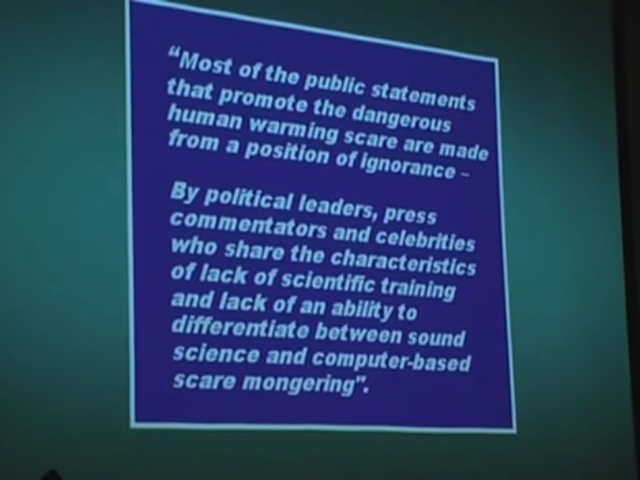 “Most of the public statements
that promote the dangerous
human warming scare are made
from a position of ignorance –
By political leaders, press
commentators and celebrities
who share the characteristics
of lack of scientific training
and lack of an ability to
differentiate between sound
science and computer-based
scare mongering”.